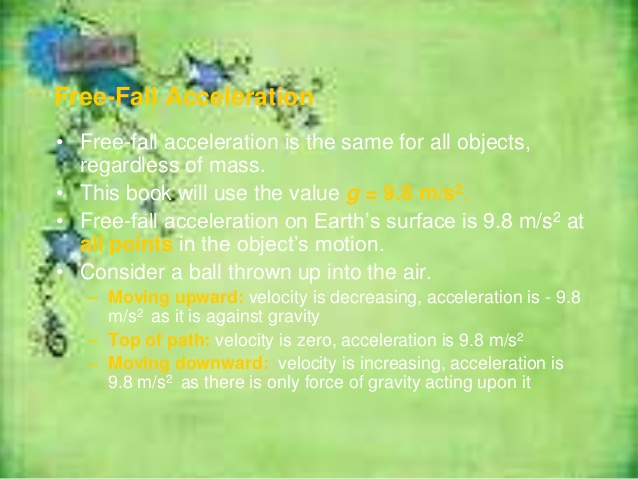 Free-Fall Acceleration
• Free-fall acceleration is the same for all objects,
regardless of mass.
• This book will use the value g = 9.8 m/s².
• Free-fall acceleration on Earth’s surface is 9.8 m/s² at
all points in the object’s motion.
• Consider a ball thrown up into the air.
– Moving upward: velocity is decreasing, acceleration is - 9.8
m/s² as it is against gravity
– Top of path: velocity is zero, acceleration is 9.8 m/s²
– Moving downward: velocity is increasing, acceleration is
9.8 m/s² as there is only force of gravity acting upon it